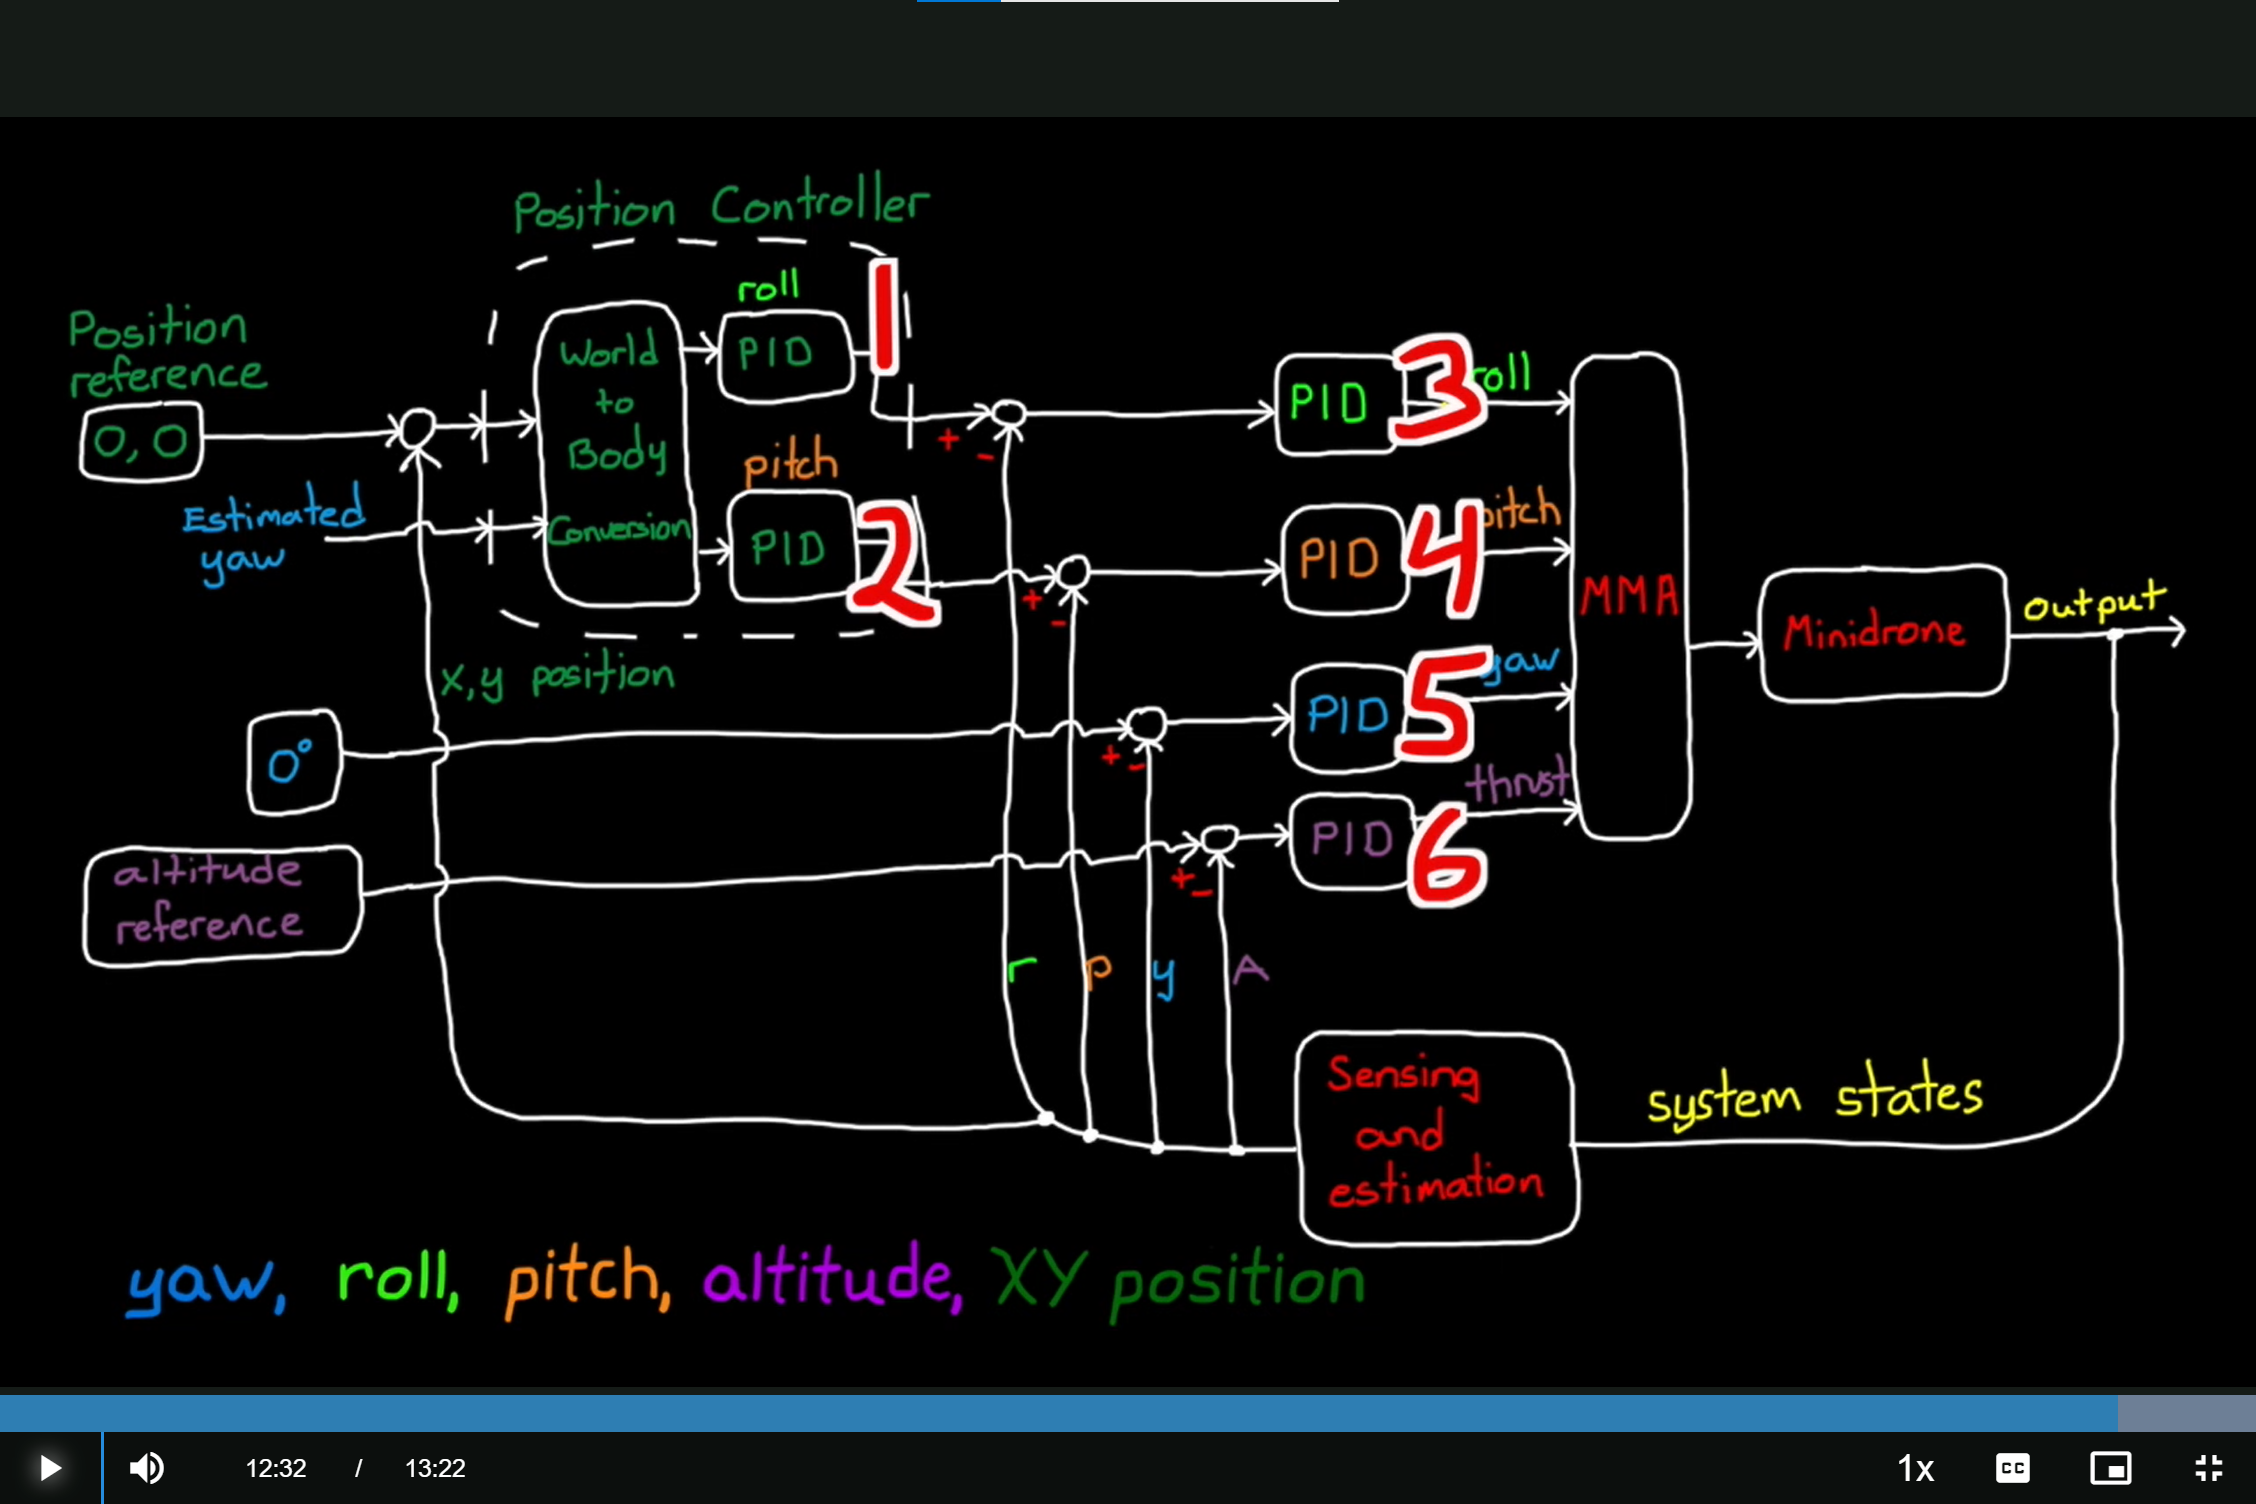 Position Controller
roll
1
Position
reference
World
to
Body
Conversion
PID
PID
3
roll
0, 0
+
-
pitch
Estimated
yaw
PID
2
PID
4
pitch
+
-
MMA
Minidrone
output
x,y position
PID
5
yaw
0°
+
-
thrust
PID
6
altitude
reference
+
-
r
p
y
A
Sensing
and
estimation
system states
yaw, roll, pitch, altitude, XY position
12:32 / 13:22
1x
CC